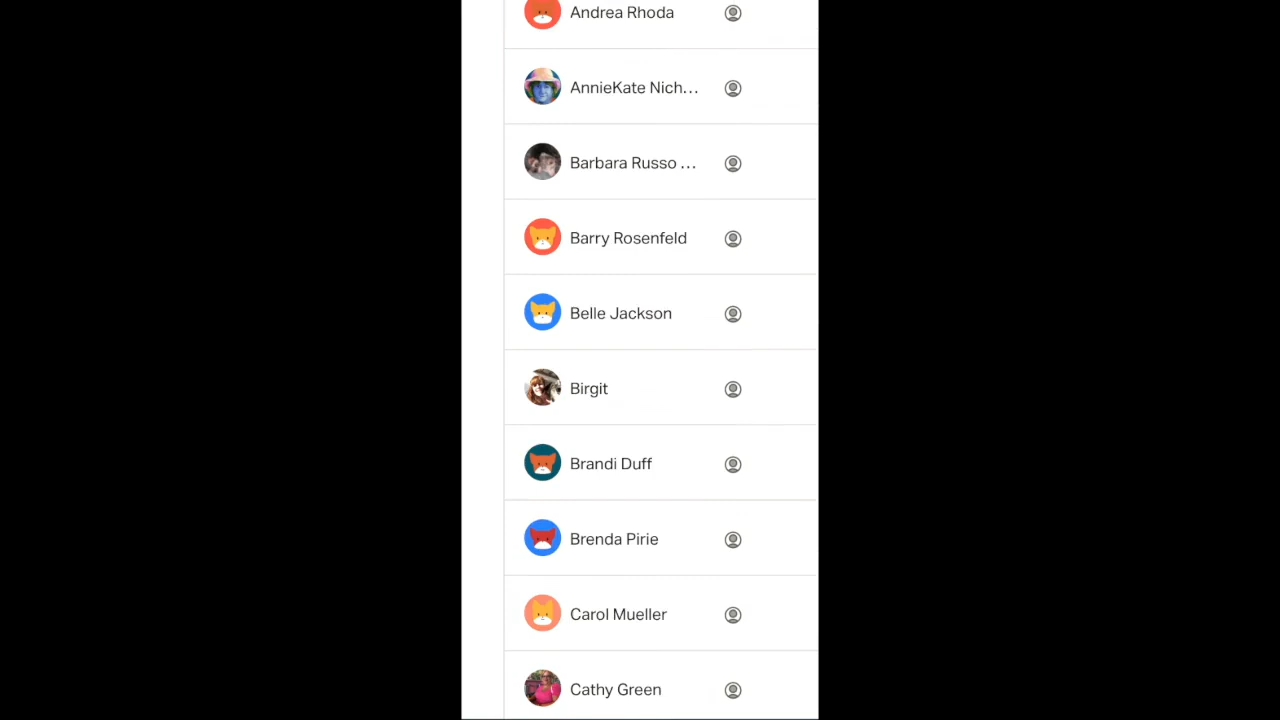 Andrea Rhoda
AnnieKate Nich...
Barbara Russo ...
Barry Rosenfeld
Belle Jackson
Birgit
Brandi Duff
Brenda Pirie
Carol Mueller
Cathy Green